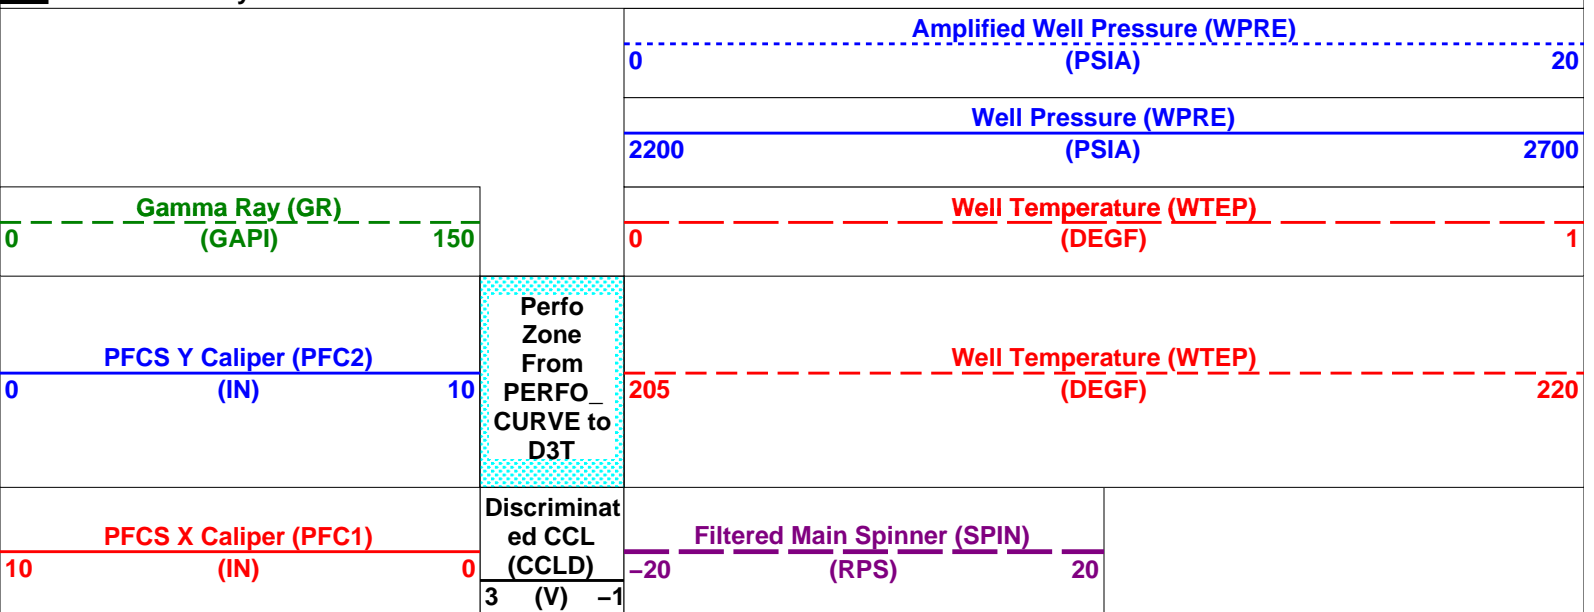 Amplified Well Pressure (WPRE)
0 (PSIA) 20
Well Pressure (WPRE)
2200 (PSIA) 2700
Gamma Ray (GR)
0 (GAPI) 150
Well Temperature (WTEP)
0 (DEGF) 1
PFCS Y Caliper (PFC2)
0 (IN) 10
Perfo
Zone
From
PERFO_
CURVE to
D3T
Well Temperature (WTEP)
205 (DEGF) 220
PFCS X Caliper (PFC1)
10 (IN) 0
Discriminat
ed CCL
(CCLD)
3 (V) −1
Filtered Main Spinner (SPIN)
−20 (RPS) 20